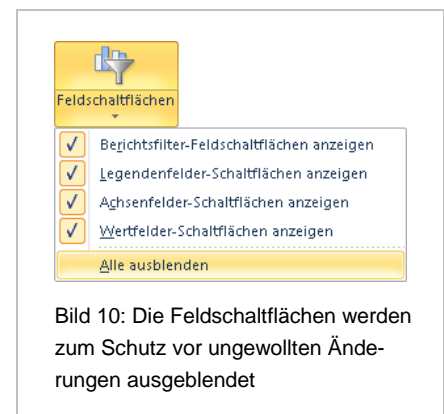 Feldschaltflächen
Berichtsfilter-Feldschaltflächen anzeigen
Legendenfelder-Schaltflächen anzeigen
Achsenfelder-Schaltflächen anzeigen
Wertfelder-Schaltflächen anzeigen
Alle ausblenden
Bild 10: Die Feldschaltflächen werden
zum Schutz vor ungewollten Ände-
rungen ausgeblendet